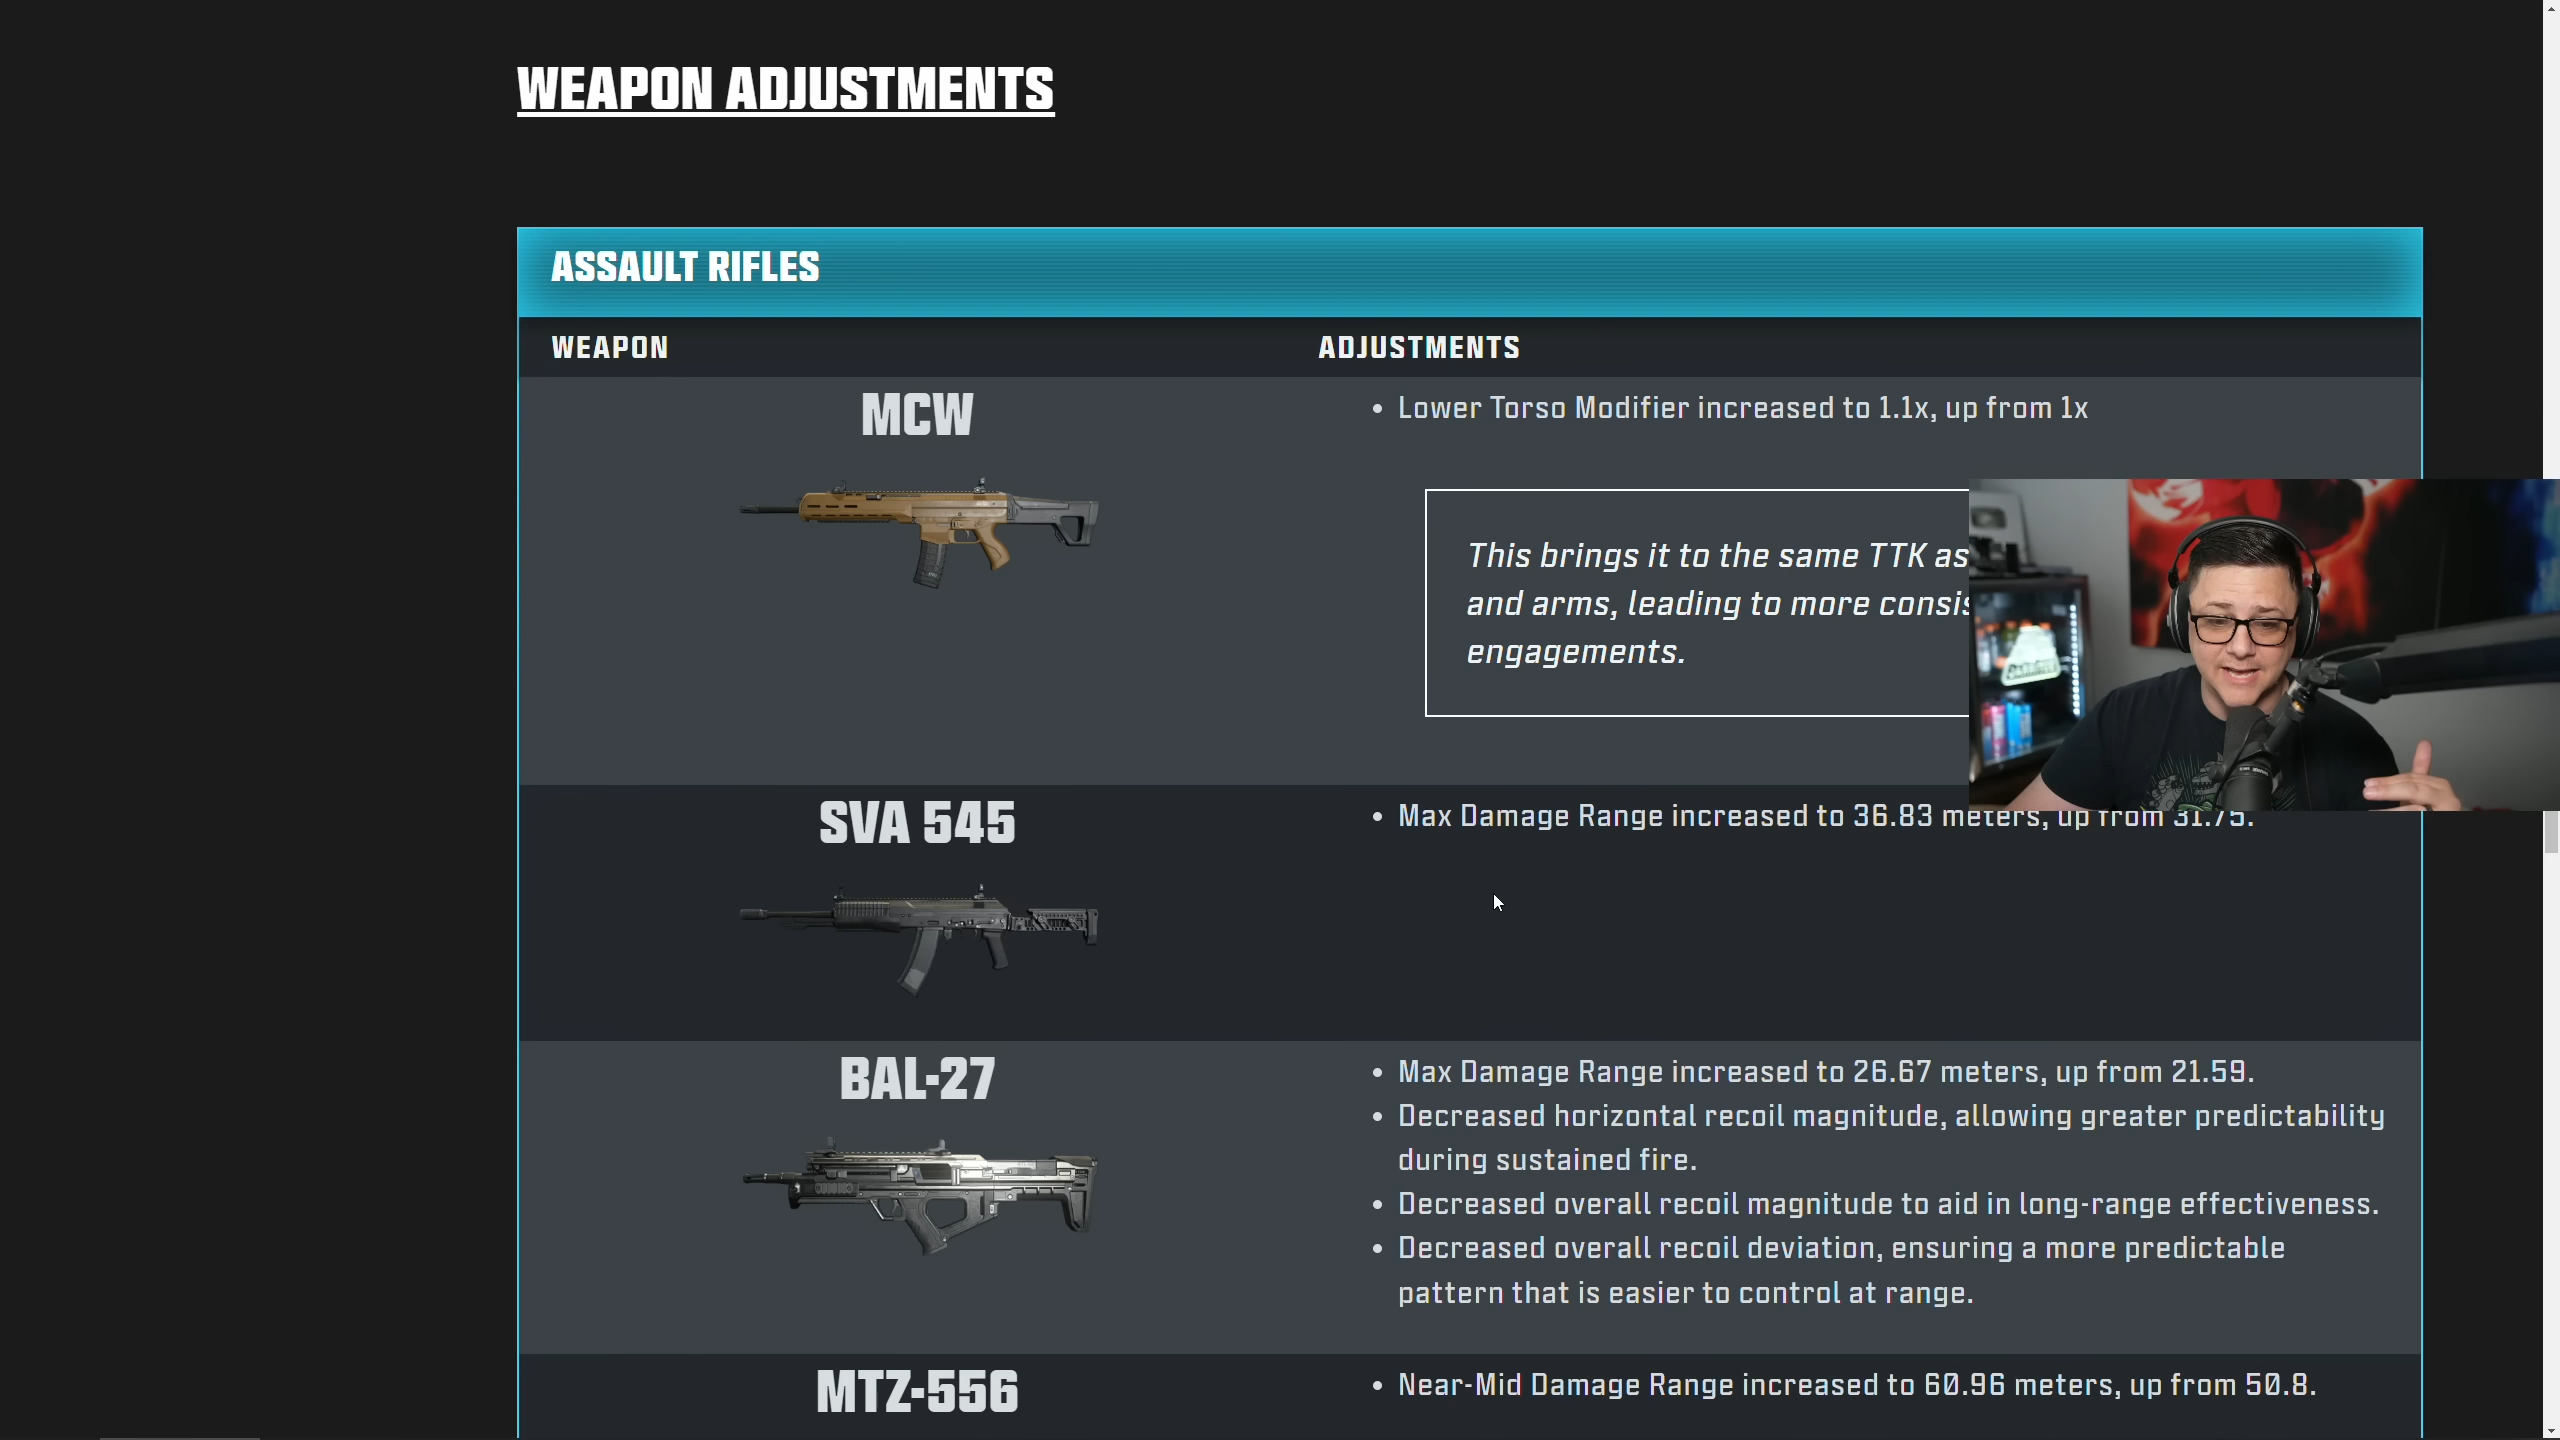 WEAPON ADJUSTMENTS
ASSAULT RIFLES
WEAPON
ADJUSTMENTS
MCW
• Lower Torso Modifier increased to 1.1x, up from 1x
This brings it to the same TTK as
and arms, leading to more
engagements.
SVA 545
• Max Damage Range increased to 36.83 meters, up from 31.75.
BAL-27
• Max Damage Range increased to 26.67 meters, up from 21.59.
• Decreased horizontal recoil magnitude, allowing greater predictability
during sustained fire.
• Decreased overall recoil magnitude to aid in long-range effectiveness.
• Decreased overall recoil deviation, ensuring a more predictable
pattern that is easier to control at range.
MTZ-556
• Near-Mid Damage Range increased to 60.96 meters, up from 50.8.